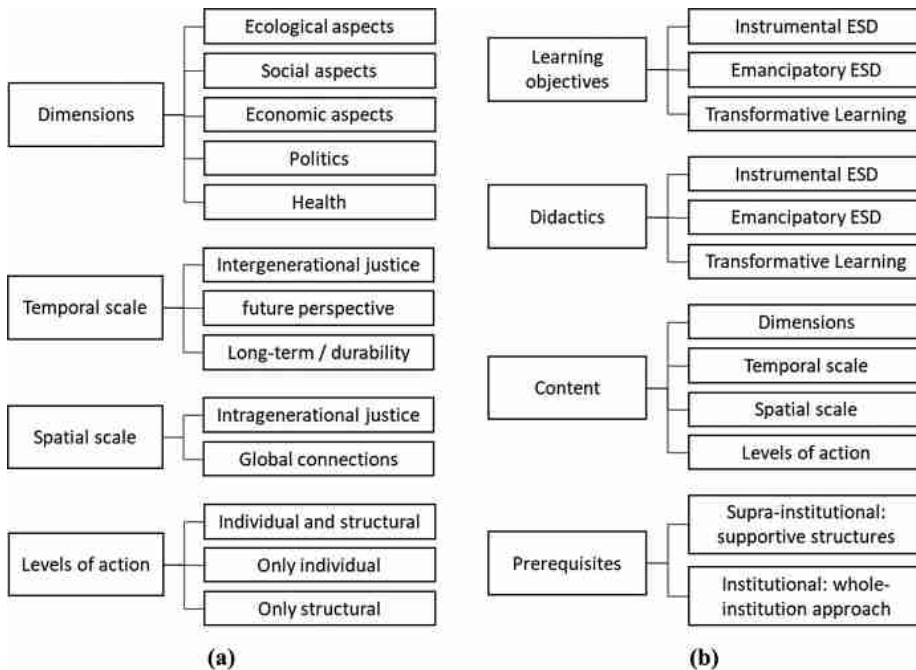 Dimensions
Ecological aspects
Social aspects
Economic aspects
Politics
Health
Temporal scale
Intergenerational justice
future perspective
Long-term / durability
Spatial scale
Intragenerational justice
Global connections
Levels of action
Individual and structural
Only individual
Only structural
(a)
Learning
objectives
Instrumental ESD
Emancipatory ESD
Transformative Learning
Didactics
Instrumental ESD
Emancipatory ESD
Transformative Learning
Content
Dimensions
Temporal scale
Spatial scale
Levels of action
Prerequisites
Supra-institutional:
supportive structures
Institutional: whole-
institution approach
(b)